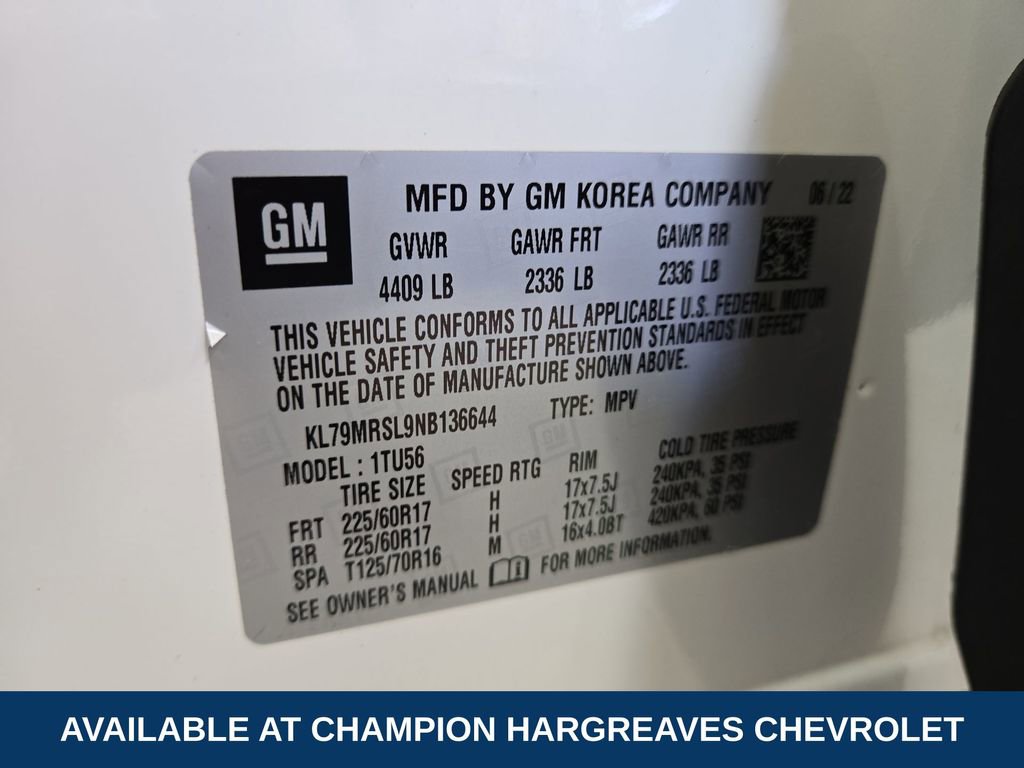 GM
MFD BY GM KOREA COMPANY 06/22
GVWR GAWR FRT GAWR RR
4409 LB 2336 LB 2336 LB
THIS VEHICLE CONFORMS TO ALL APPLICABLE U.S. FEDERAL MOTOR
VEHICLE SAFETY AND THEFT PREVENTION STANDARDS IN EFFECT
ON THE DATE OF MANUFACTURE SHOWN ABOVE.
KL79MRSL9NB136644 TYPE: MPV
MODEL : 1TU56
TIRE SIZE SPEED RTG RIM COLD TIRE PRESSURE
FRT 225/60R17 H 17x7.5J 240KPA, 35 PSI
RR 225/60R17 H 17x7.5J 240KPA, 35 PSI
SPA T125/70R16 M 16x4.0BT 420KPA, 60 PSI
SEE OWNER'S MANUAL FOR MORE INFORMATION.
AVAILABLE AT CHAMPION HARGREAVES CHEVROLET